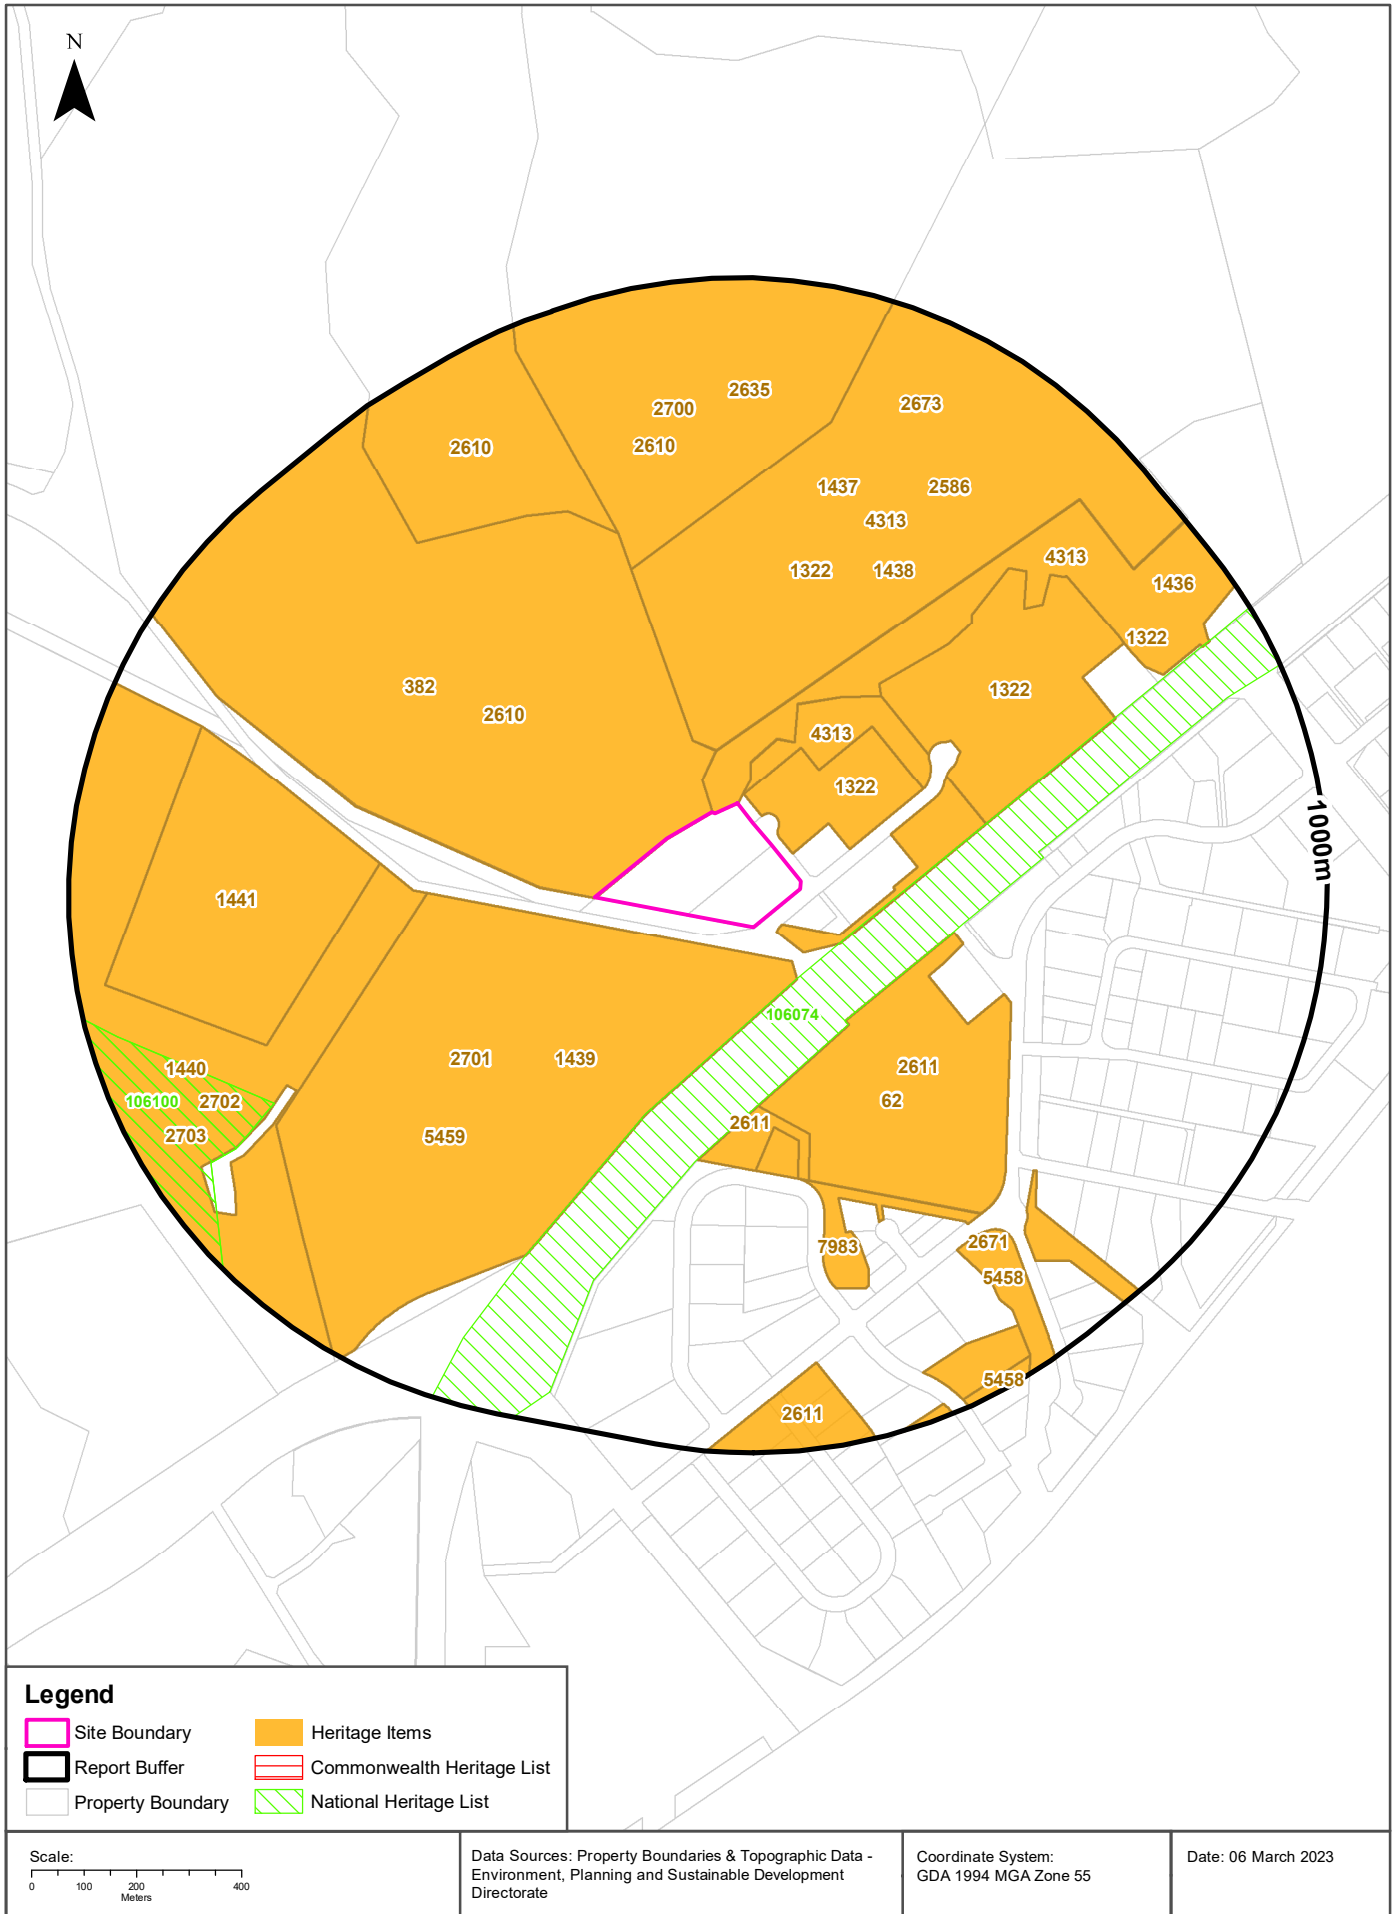 N
2635
2700
2673
2610
2610
1437
2586
4313
4313
1322
1438
1436
1322
382
2610
1322
4313
1322
1000m
1441
106074
2701
1439
2611
1440
106100
2702
62
2611
2703
5459
7983
2671
5458
5458
2611
Legend
Site Boundary
Heritage Items
Report Buffer
Commonwealth Heritage List
Property Boundary
National Heritage List
Scale:
0 100 200 400
Meters
Data Sources: Property Boundaries & Topographic Data -
Environment, Planning and Sustainable Development
Directorate
Coordinate System:
GDA 1994 MGA Zone 55
Date: 06 March 2023